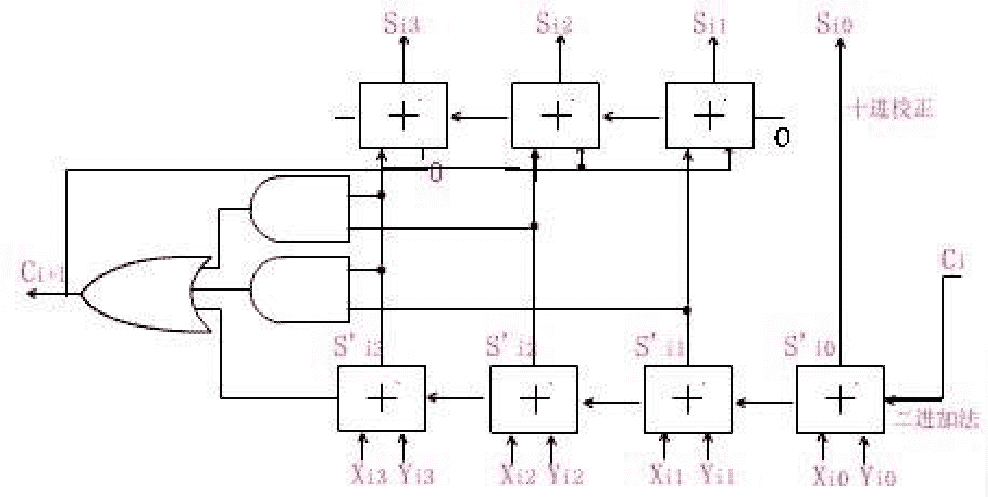 Si3 Si2 Si1 Si0
十进校正
0
0
Ci+1 Ci
S'i3 S'i2 S'i1 S'i0
二进加法
Xi3 Yi3 Xi2 Yi2 Xi1 Yi1 Xi0 Yi0